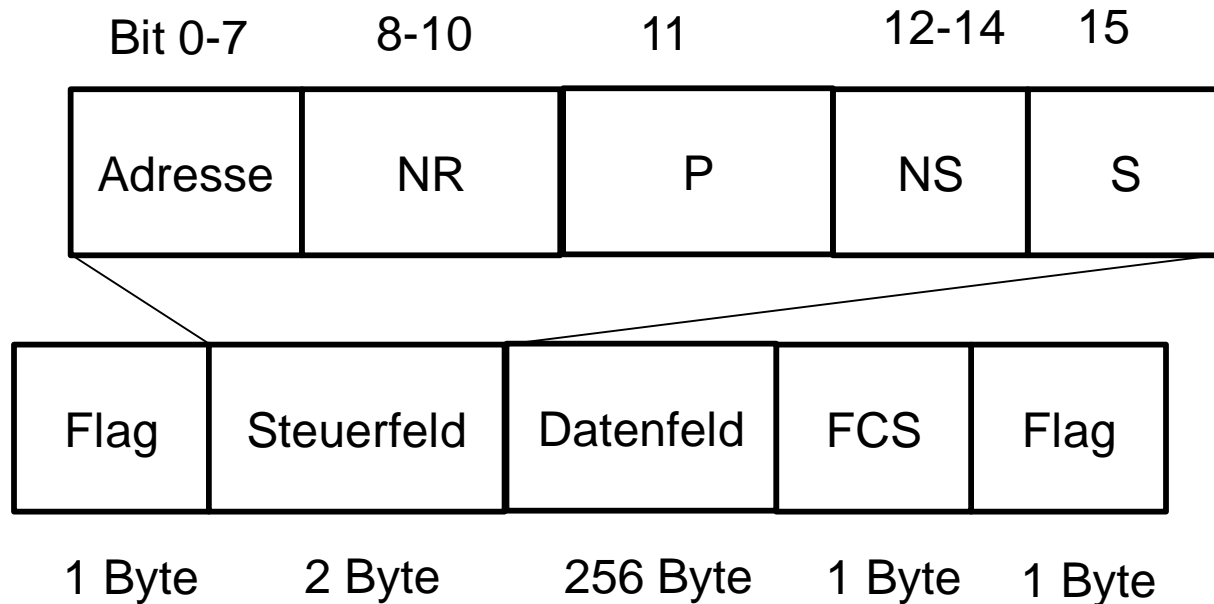 Bit 0-7 8-10 11 12-14 15
Adresse NR P NS S
Flag Steuerfeld Datenfeld FCS Flag
1 Byte 2 Byte 256 Byte 1 Byte 1 Byte